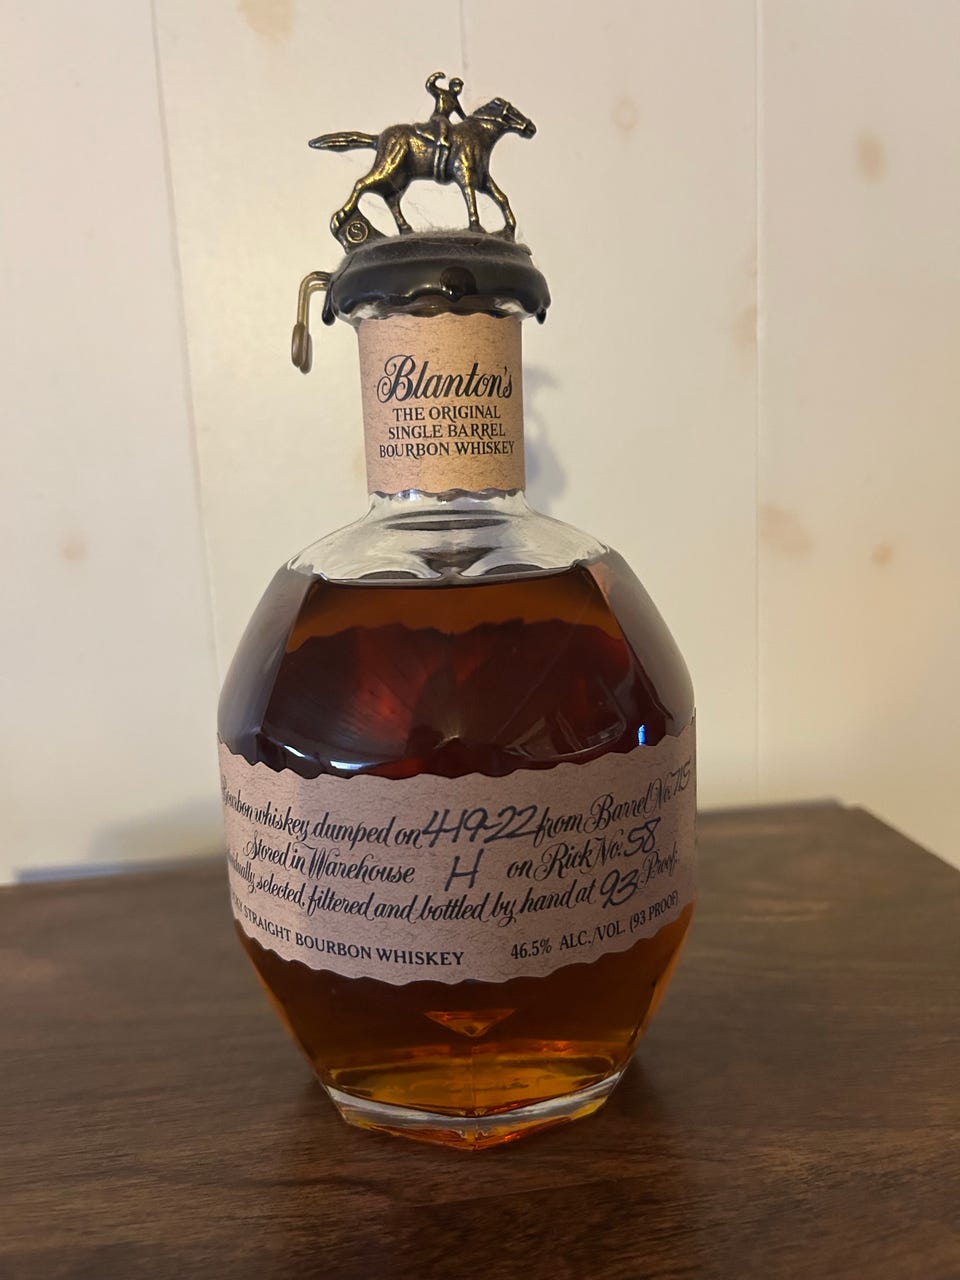 S
Blanton's
THE ORIGINAL
SINGLE BARREL
BOURBON WHISKEY
whiskey dumped on 4-19-22 from Barrel No. 715
Stored in Warehouse H on Rick No. 58
selected, filtered and bottled by hand at 93 Proof.
STRAIGHT BOURBON WHISKEY 46.5% ALC./VOL. (93 PROOF)